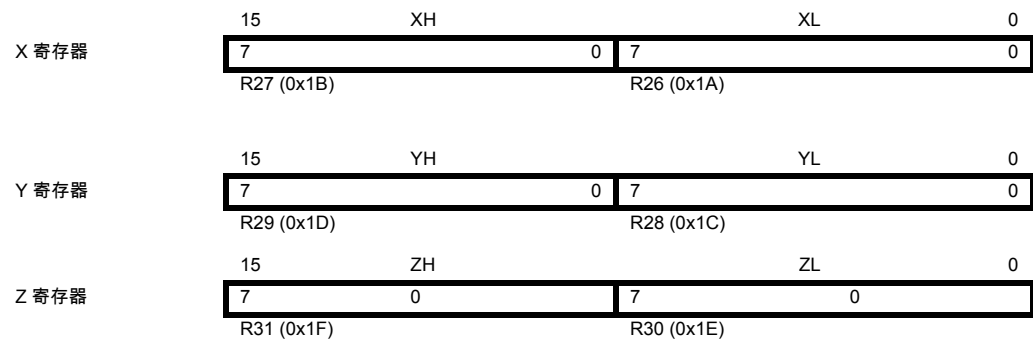 15 XH XL 0
X 寄存器 7 0 7 0
R27 (0x1B) R26 (0x1A)
15 YH YL 0
Y 寄存器 7 0 7 0
R29 (0x1D) R28 (0x1C)
15 ZH ZL 0
Z 寄存器 7 0 7 0
R31 (0x1F) R30 (0x1E)